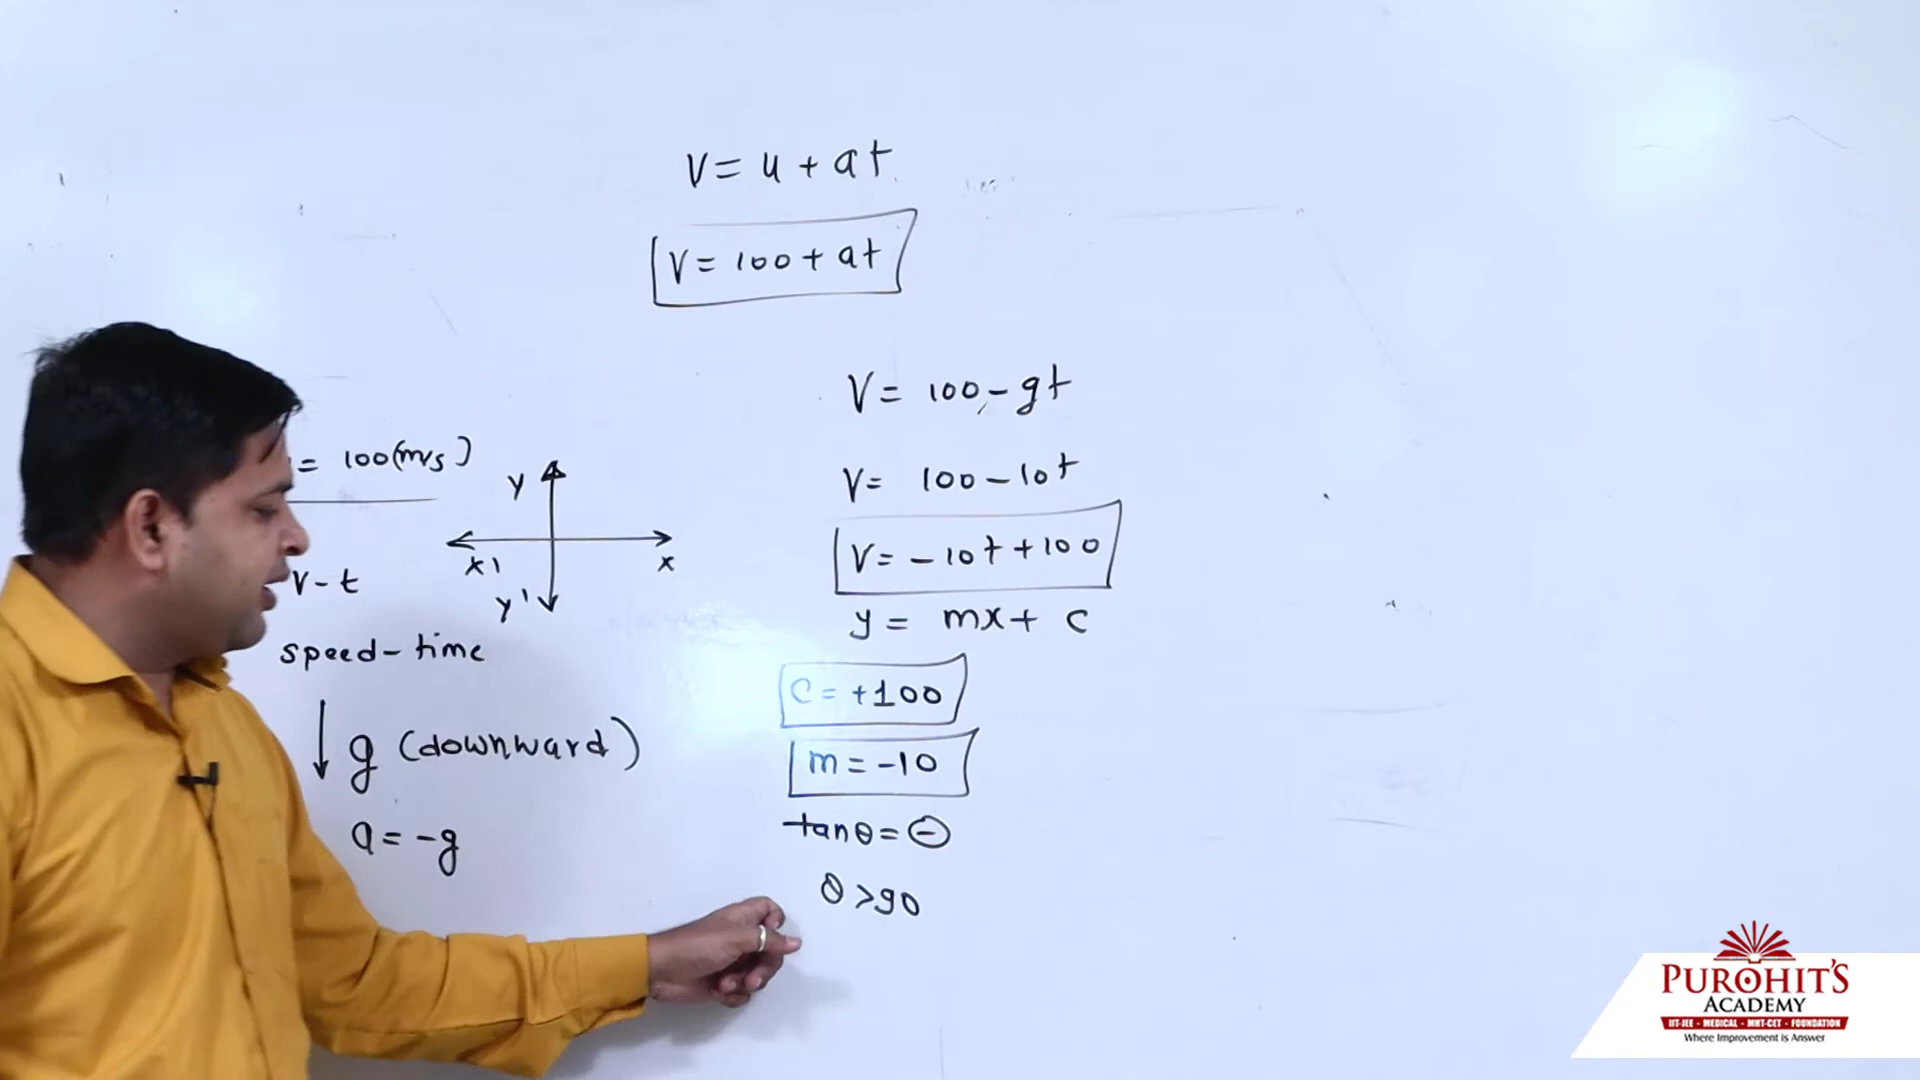 V = u + at
V = 100 + at
= 100 (m/s)
y
x'
x
y'
V - t
speed - time
g (downward)
a = -g
V = 100 - gt
V = 100 - 10t
V = -10t + 100
y = mx + c
C = +100
m = -10
tanθ = ⊖
θ > 90
PUROHIT'S
ACADEMY
IIT-JEE • MEDICAL • MHT-CET • FOUNDATION
Where Improvement is Answer